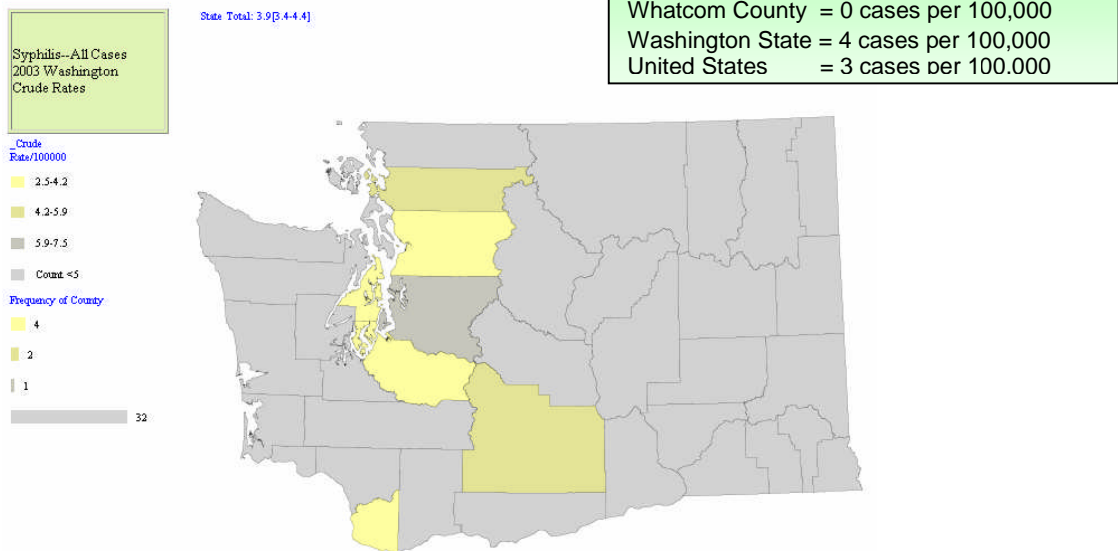 State Total: 3.9[3.4-4.4]
Whatcom County = 0 cases per 100,000
Washington State = 4 cases per 100,000
United States = 3 cases per 100,000
Syphilis--All Cases
2003 Washington
Crude Rates
_Crude
Rate/100000
2.5-4.2
4.2-5.9
5.9-7.5
Count <5
Frequency of County
4
2
1
32